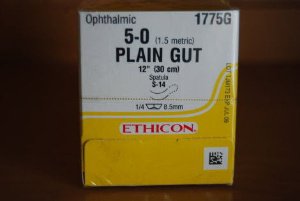 Ophthalmic 1775G
5-0 (1.5 metric)
PLAIN GUT
12" (30 cm)
Spatula
S-14
1/4 8.5mm
ETHICON